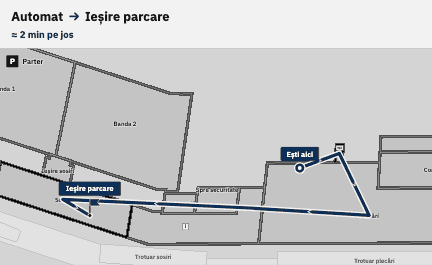 Automat → Ieșire parcare
≈ 2 min pe jos
P Parter
nda 1
Banda 2
Ești aici
Ieșire sosiri
Spre securitate
Ieșire parcare
Trotuar sosiri
Trotuar plecări